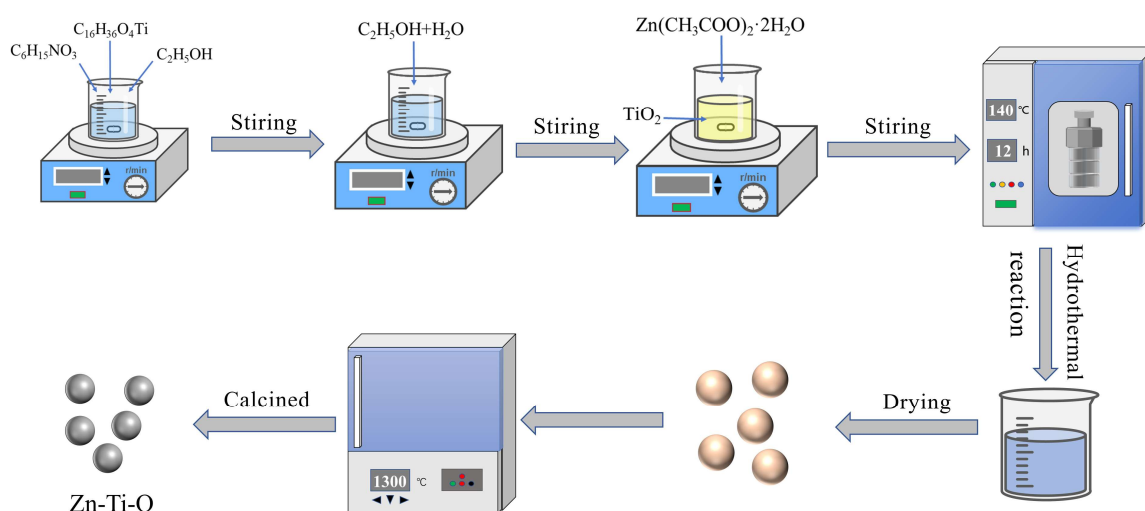 C₁₆H₃₆O₄Ti
C₆H₁₅NO₃
C₂H₅OH
r/min
Stiring
C₂H₅OH+H₂O
r/min
Stiring
Zn(CH₃COO)₂·2H₂O
TiO₂
r/min
Stiring
140 ℃
12 h
Hydrothermal
reaction
Drying
1300 ℃
Calcined
Zn-Ti-O